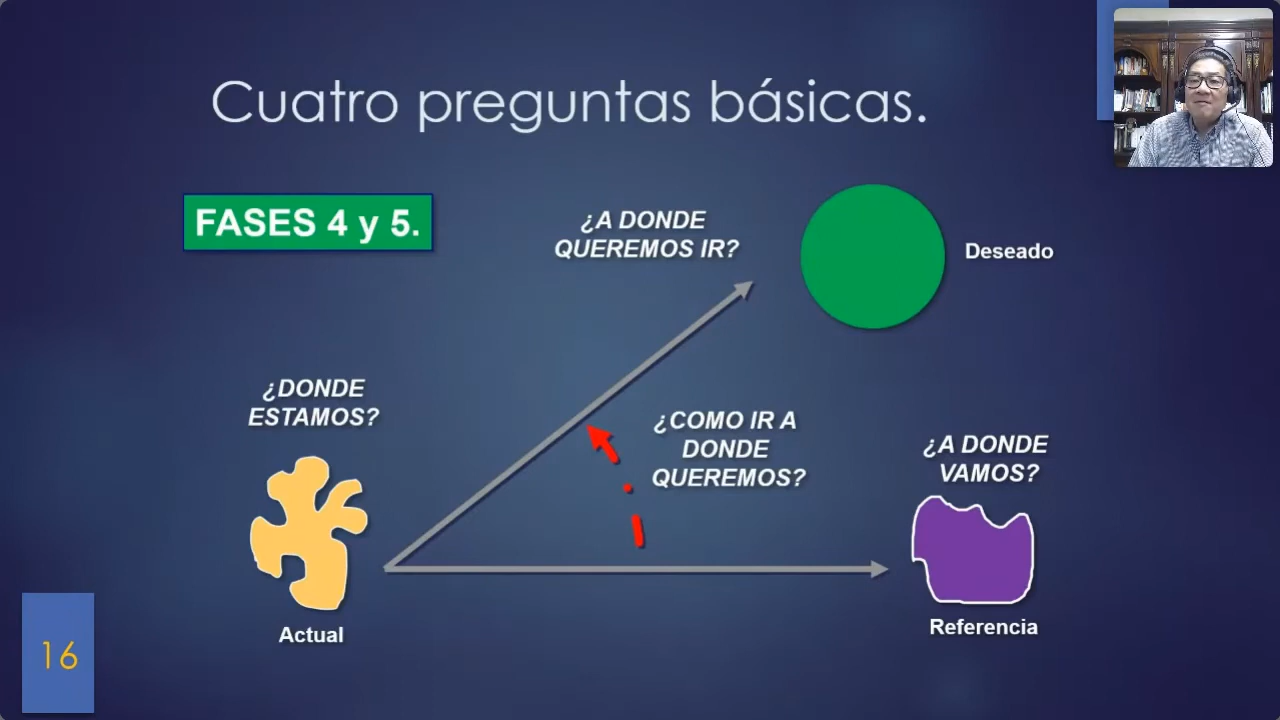 Cuatro preguntas básicas.
FASES 4 y 5.
¿A DONDE
QUEREMOS IR?
Deseado
¿DONDE
ESTAMOS?
¿COMO IR A
DONDE
QUEREMOS?
¿A DONDE
VAMOS?
Actual
Referencia
16